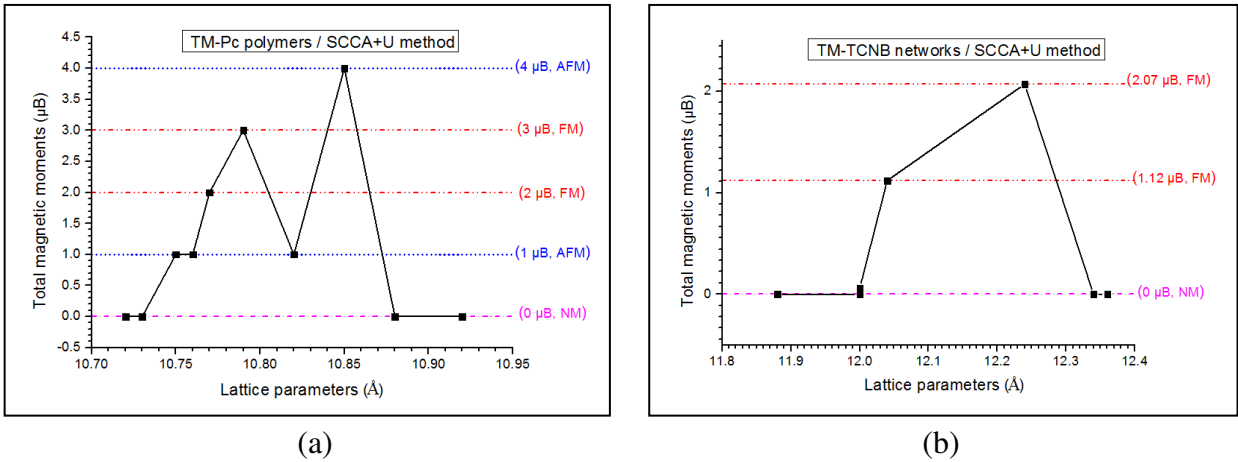 TM-Pc polymers / SCCA+U method
4.5
4.0
3.5
3.0
2.5
2.0
1.5
1.0
0.5
0.0
-0.5
Total magnetic moments (µB)
(4 µB, AFM)
(3 µB, FM)
(2 µB, FM)
(1 µB, AFM)
(0 µB, NM)
10.70 10.75 10.80 10.85 10.90 10.95
Lattice parameters (Å)
(a)
TM-TCNB networks / SCCA+U method
2
1
0
Total magnetic moments (µB)
(2.07 µB, FM)
(1.12 µB, FM)
(0 µB, NM)
11.8 11.9 12.0 12.1 12.2 12.3 12.4
Lattice parameters (Å)
(b)